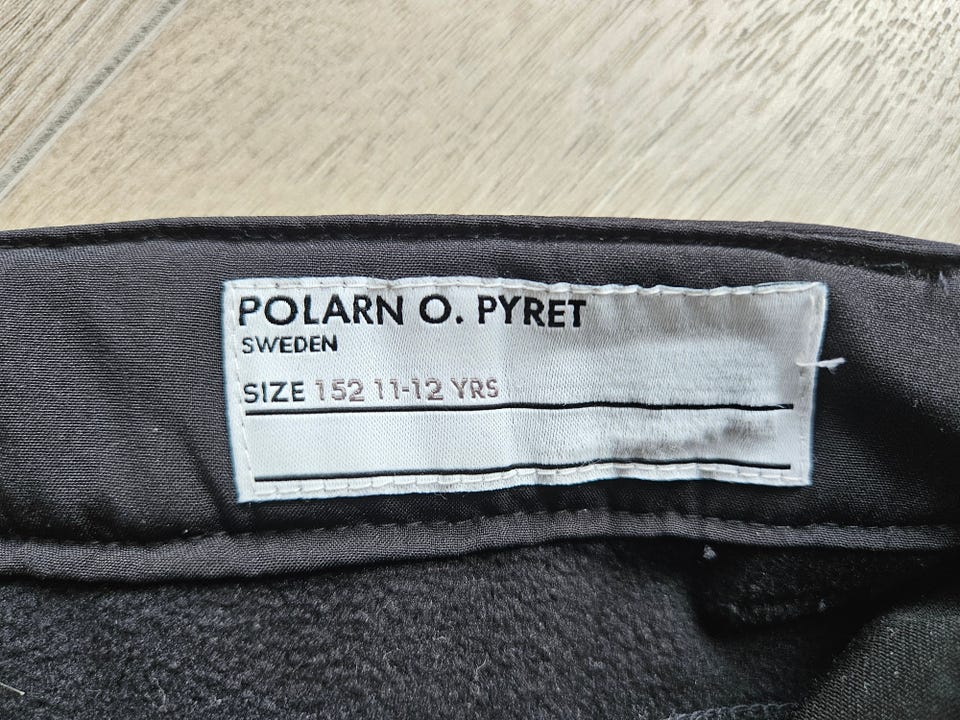 POLARN O. PYRET
SWEDEN
SIZE 152 11-12 YRS